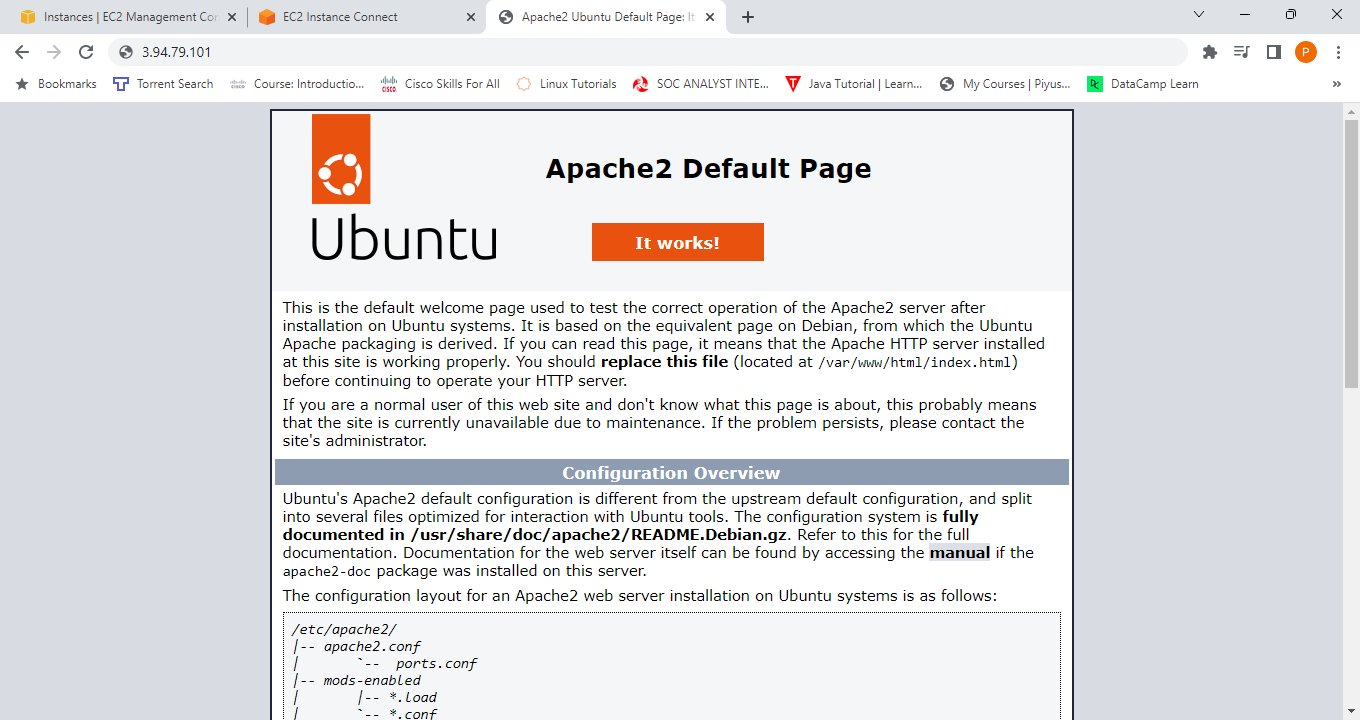 Instances | EC2 Management Con
EC2 Instance Connect
Apache2 Ubuntu Default Page: It
3.94.79.101
P
Bookmarks
Torrent Search
Course: Introductio...
CISCO
Cisco Skills For All
Linux Tutorials
SOC ANALYST INTE...
Java Tutorial | Learn...
My Courses | Piyus...
DataCamp Learn
»
Apache2 Default Page
Ubuntu
It works!
This is the default welcome page used to test the correct operation of the Apache2 server after
installation on Ubuntu systems. It is based on the equivalent page on Debian, from which the Ubuntu
Apache packaging is derived. If you can read this page, it means that the Apache HTTP server installed
at this site is working properly. You should replace this file (located at /var/www/html/index.html)
before continuing to operate your HTTP server.
If you are a normal user of this web site and don't know what this page is about, this probably means
that the site is currently unavailable due to maintenance. If the problem persists, please contact the
site's administrator.
Configuration Overview
Ubuntu's Apache2 default configuration is different from the upstream default configuration, and split
into several files optimized for interaction with Ubuntu tools. The configuration system is fully
documented in /usr/share/doc/apache2/README.Debian.gz. Refer to this for the full
documentation. Documentation for the web server itself can be found by accessing the manual if the
apache2-doc package was installed on this server.
The configuration layout for an Apache2 web server installation on Ubuntu systems is as follows:
/etc/apache2/
|-- apache2.conf
|       `--  ports.conf
|-- mods-enabled
|       |-- *.load
|       `-- *.conf